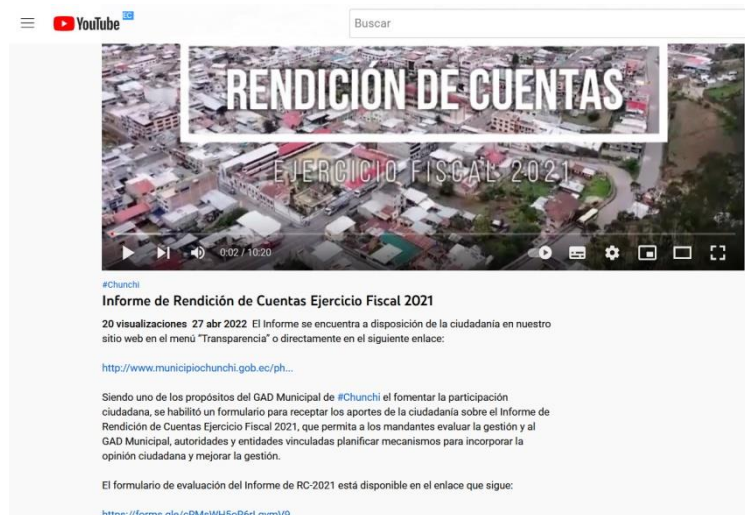 YouTube EC
Buscar
RENDICIÓN DE CUENTAS
EJERCICIO FISCAL 2021
0:02 / 10:20
#Chunchi
Informe de Rendición de Cuentas Ejercicio Fiscal 2021
20 visualizaciones 27 abr 2022 El Informe se encuentra a disposición de la ciudadanía en nuestro
sitio web en el menú “Transparencia” o directamente en el siguiente enlace:
http://www.municipiochunchi.gob.ec/ph...
Siendo uno de los propósitos del GAD Municipal de #Chunchi el fomentar la participación
ciudadana, se habilitó un formulario para receptar los aportes de la ciudadanía sobre el Informe de
Rendición de Cuentas Ejercicio Fiscal 2021, que permita a los mandantes evaluar la gestión y al
GAD Municipal, autoridades y entidades vinculadas planificar mecanismos para incorporar la
opinión ciudadana y mejorar la gestión.
El formulario de evaluación del Informe de RC-2021 está disponible en el enlace que sigue: